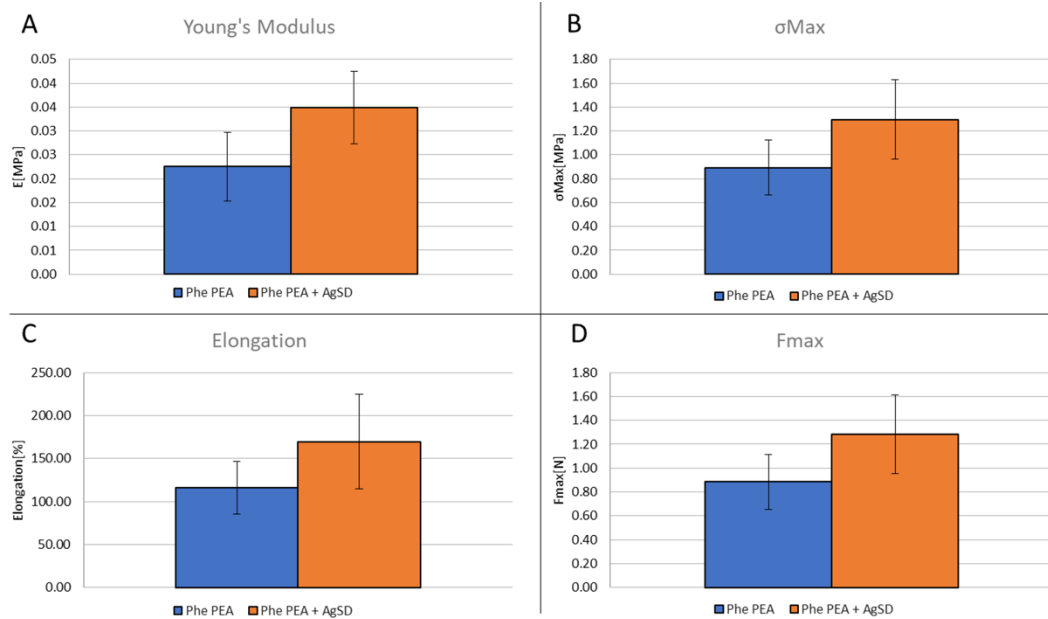 A
Young's Modulus
E[MPa]
0.05
0.04
0.04
0.03
0.03
0.02
0.02
0.01
0.01
0.00
Phe PEA Phe PEA + AgSD
B
σMax
σMax[MPa]
1.80
1.60
1.40
1.20
1.00
0.80
0.60
0.40
0.20
0.00
Phe PEA Phe PEA + AgSD
C
Elongation
Elongation[%]
250.00
200.00
150.00
100.00
50.00
0.00
Phe PEA Phe PEA + AgSD
D
Fmax
Fmax[N]
1.80
1.60
1.40
1.20
1.00
0.80
0.60
0.40
0.20
0.00
Phe PEA Phe PEA + AgSD